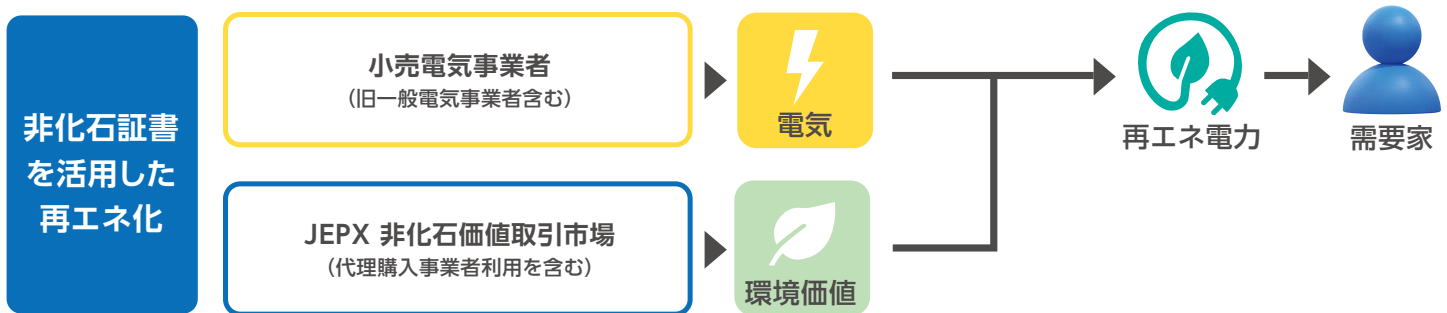 非化石証書
を活用した
再エネ化
小売電気事業者
(旧一般電気事業者含む)
電気
JEPX 非化石価値取引市場
(代理購入事業者利用を含む)
環境価値
再エネ電力
需要家